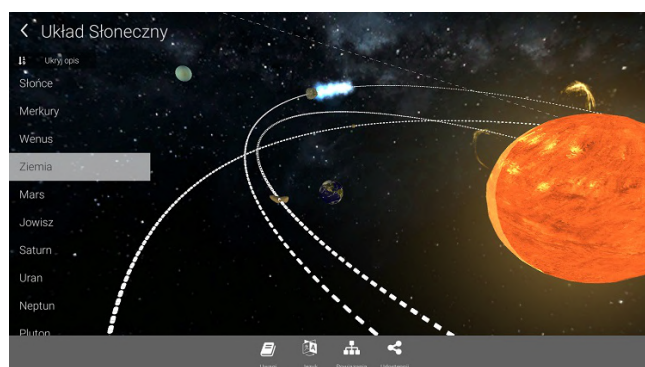 Układ Słoneczny
Ukryj opis
Słońce
Merkury
Wenus
Ziemia
Mars
Jowisz
Saturn
Uran
Neptun
Pluton